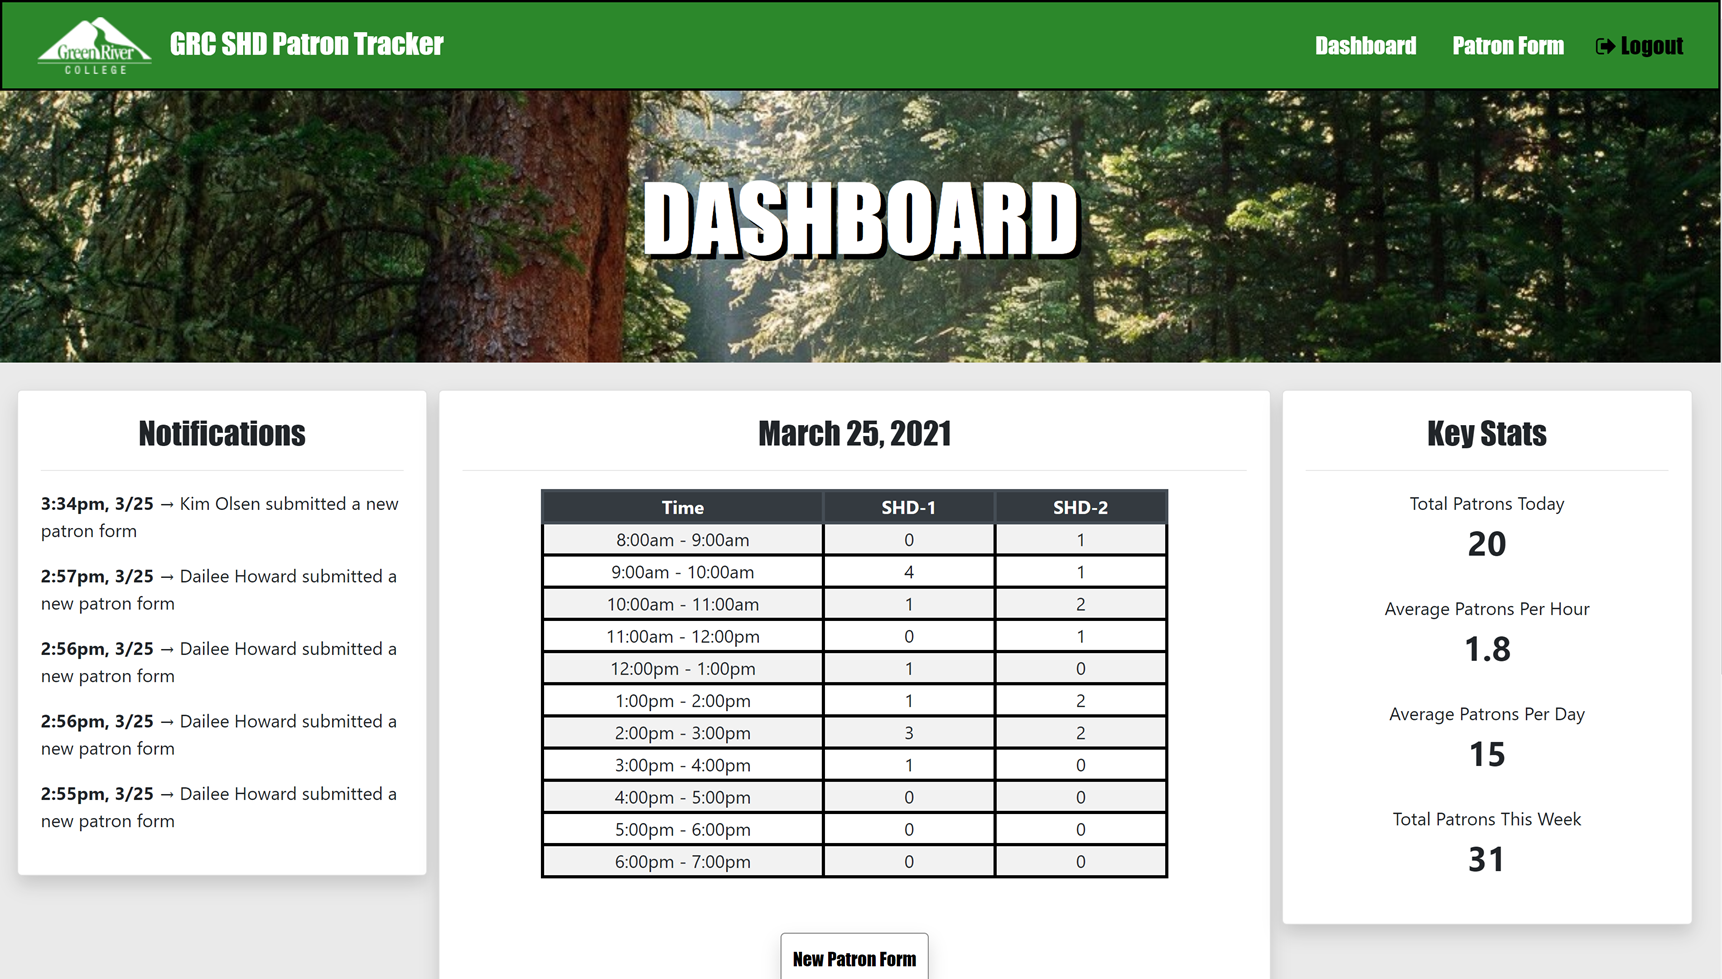 Green River
COLLEGE
GRC SHD Patron Tracker
Dashboard
Patron Form
Logout
DASHBOARD
Notifications
3:34pm, 3/25 → Kim Olsen submitted a new
patron form
2:57pm, 3/25 → Dailee Howard submitted a
new patron form
2:56pm, 3/25 → Dailee Howard submitted a
new patron form
2:56pm, 3/25 → Dailee Howard submitted a
new patron form
2:55pm, 3/25 → Dailee Howard submitted a
new patron form
March 25, 2021
Time SHD-1 SHD-2
8:00am - 9:00am 0 1
9:00am - 10:00am 4 1
10:00am - 11:00am 1 2
11:00am - 12:00pm 0 1
12:00pm - 1:00pm 1 0
1:00pm - 2:00pm 1 2
2:00pm - 3:00pm 3 2
3:00pm - 4:00pm 1 0
4:00pm - 5:00pm 0 0
5:00pm - 6:00pm 0 0
6:00pm - 7:00pm 0 0
New Patron Form
Key Stats
Total Patrons Today
20
Average Patrons Per Hour
1.8
Average Patrons Per Day
15
Total Patrons This Week
31